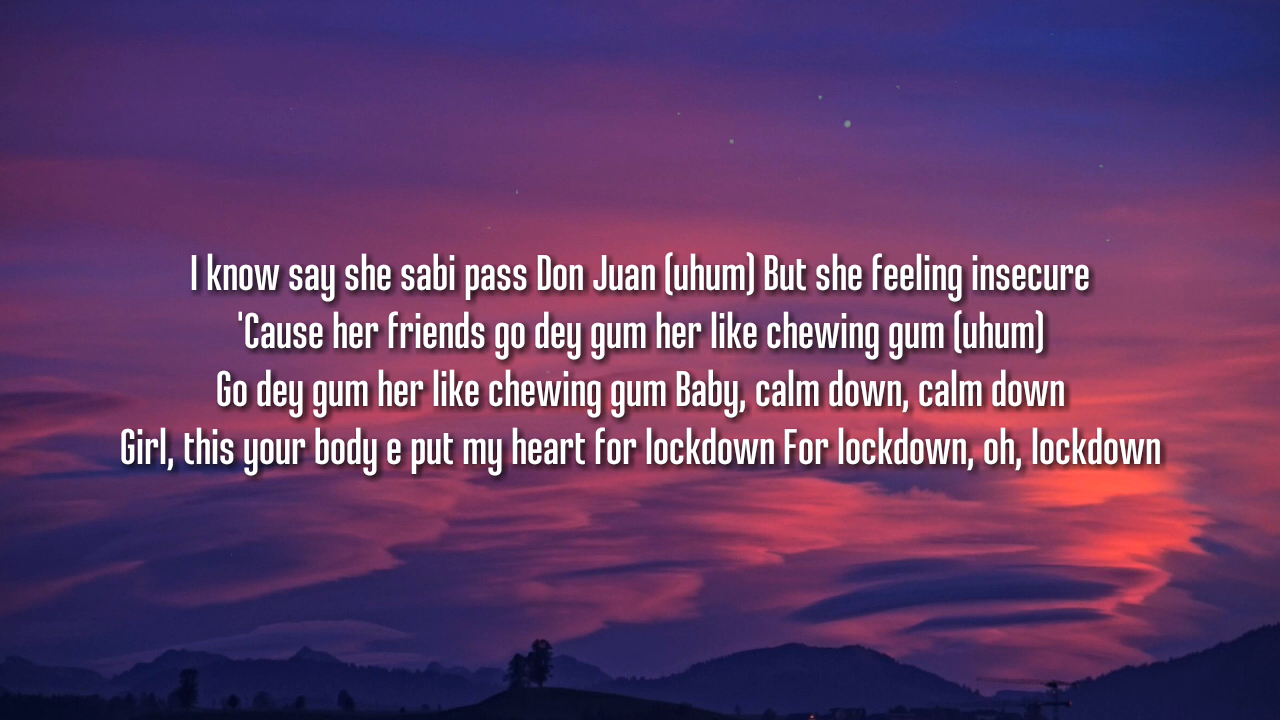 I know say she sabi pass Don Juan (uhum) But she feeling insecure
'Cause her friends go dey gum her like chewing gum (uhum)
Go dey gum her like chewing gum Baby, calm down, calm down
Girl, this your body e put my heart for lockdown For lockdown, oh, lockdown